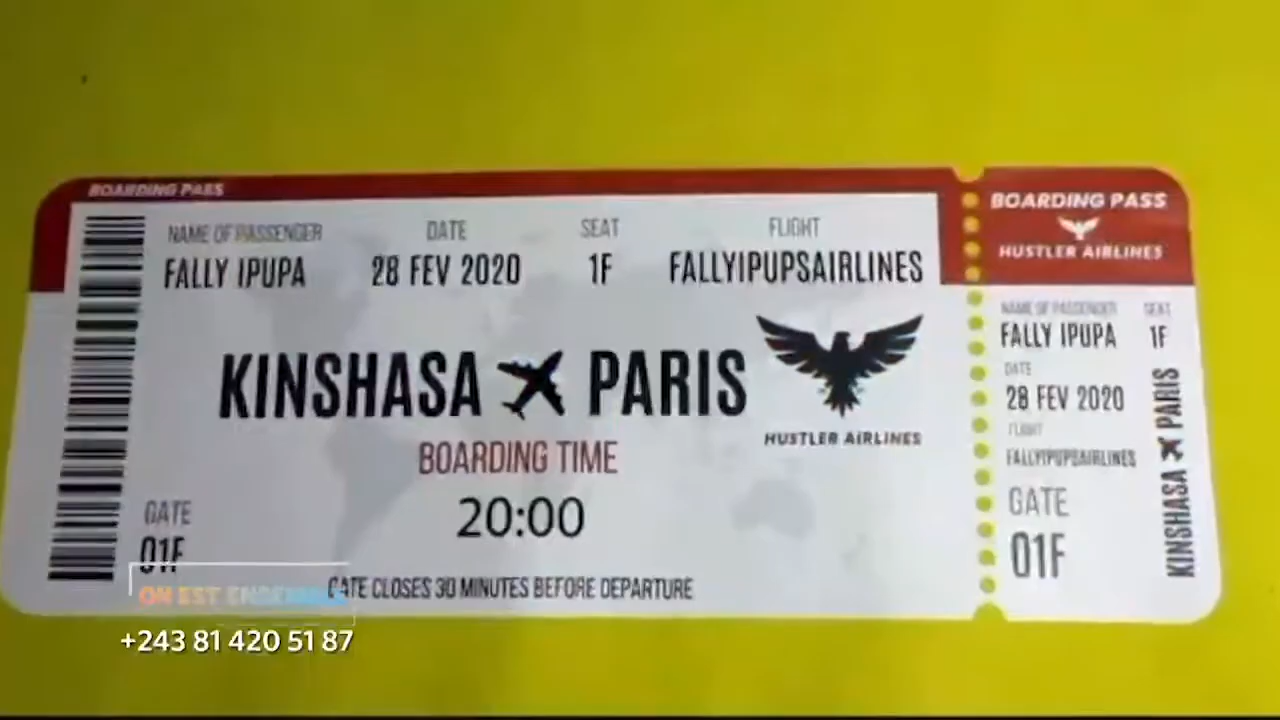 BOARDING PASS
NAME OF PASSENGER DATE SEAT FLIGHT
FALLY IPUPA 28 FEV 2020 1F FALLYIPUPSAIRLINES
KINSHASA PARIS
HUSTLER AIRLINES
BOARDING TIME
20:00
GATE
01F
GATE CLOSES 30 MINUTES BEFORE DEPARTURE
BOARDING PASS
HUSTLER AIRLINES
NAME OF PASSENGER SEAT
FALLY IPUPA 1F
DATE
28 FEV 2020
FLIGHT
FALLYIPUPSAIRLINES
GATE
01F
KINSHASA PARIS
ON EST ENSEMBLE
+243 81 420 51 87